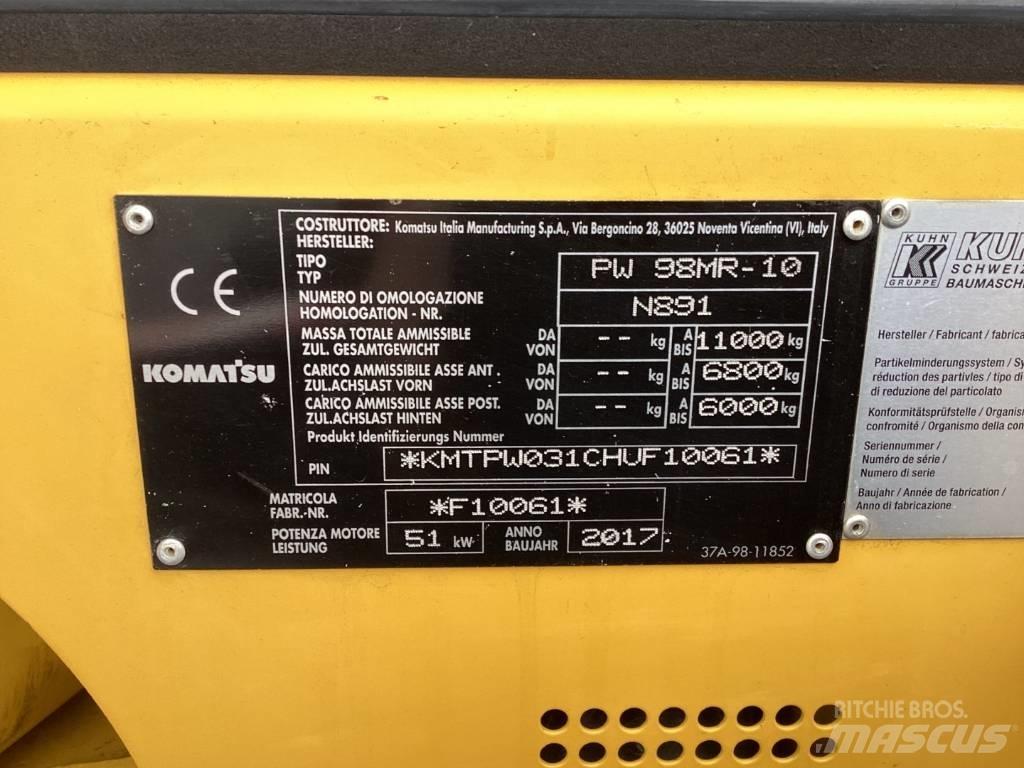 COSTRUTTORE: Komatsu Italia Manufacturing S.p.A., Via Bergoncino 28, 36025 Noventa Vicentina (VI), Italy
HERSTELLER:
TIPO
TYP
PW 98MR-10
NUMERO DI OMOLOGAZIONE
HOMOLOGATION - NR.
N891
MASSA TOTALE AMMISSIBILE DA -- kg A 11000 kg
ZUL. GESAMTGEWICHT VON BIS
CARICO AMMISSIBILE ASSE ANT. DA -- kg A 6800 kg
ZUL.ACHSLAST VORN VON BIS
CARICO AMMISSIBILE ASSE POST. DA -- kg A 6000 kg
ZUL.ACHSLAST HINTEN VON BIS
Produkt Identifizierungs Nummer
PIN *KMTPW031CHUF10061*
MATRICOLA
FABR.-NR.
*F10061*
POTENZA MOTORE
LEISTUNG
51 kW
ANNO
BAUJAHR
2017
37A-98-11852
CE
KOMATSU
KUHN
K
GRUPPE
SCHWEIZ
Hersteller / Fabricant /
Partikelminderungssystem /
réduction des partivles / tipo di
di reduzione del particolato
Konformitätsprüfstelle /
conformité / Organismo della
Seriennummer /
Numéro de série /
Numero di serie
Baujahr / Année de fabrication /
Anno di fabricazione
RITCHIE BROS.
MASCUS